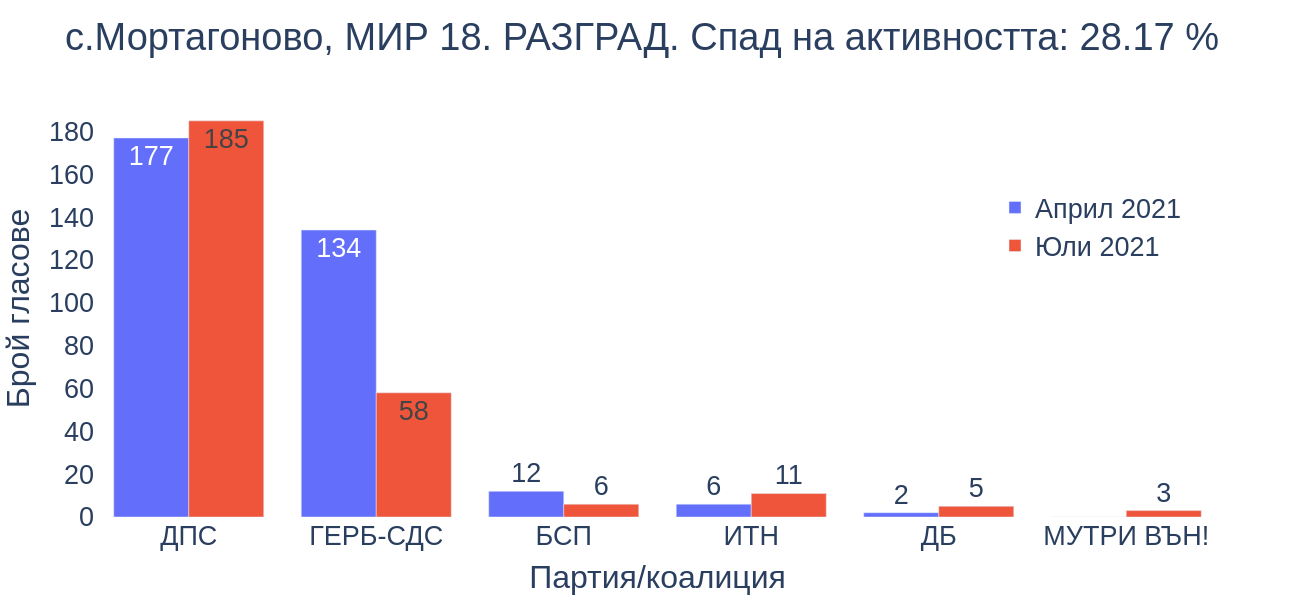 с.Мортагоново, МИР 18. РАЗГРАД. Спад на активността: 28.17 %
Брой гласове
180
160
140
120
100
80
60
40
20
0
177
185
134
58
12
6
6
11
2
5
3
Април 2021
Юли 2021
ДПС
ГЕРБ-СДС
БСП
ИТН
ДБ
МУТРИ ВЪН!
Партия/коалиция